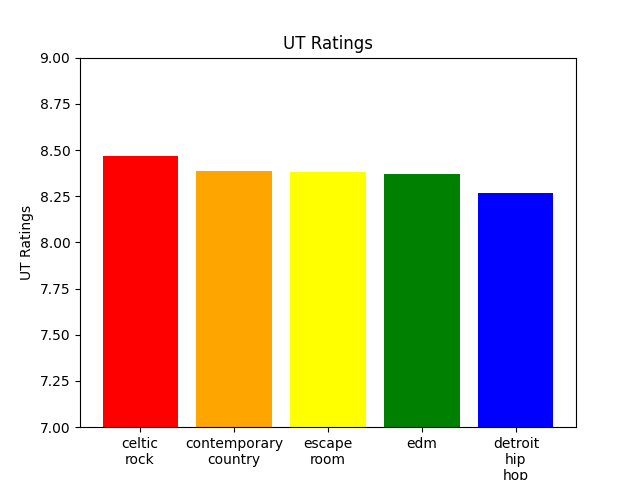 UT Ratings
9.00
8.75
8.50
8.25
8.00
7.75
7.50
7.25
7.00
UT Ratings
celtic
rock
contemporary
country
escape
room
edm
detroit
hip
hop